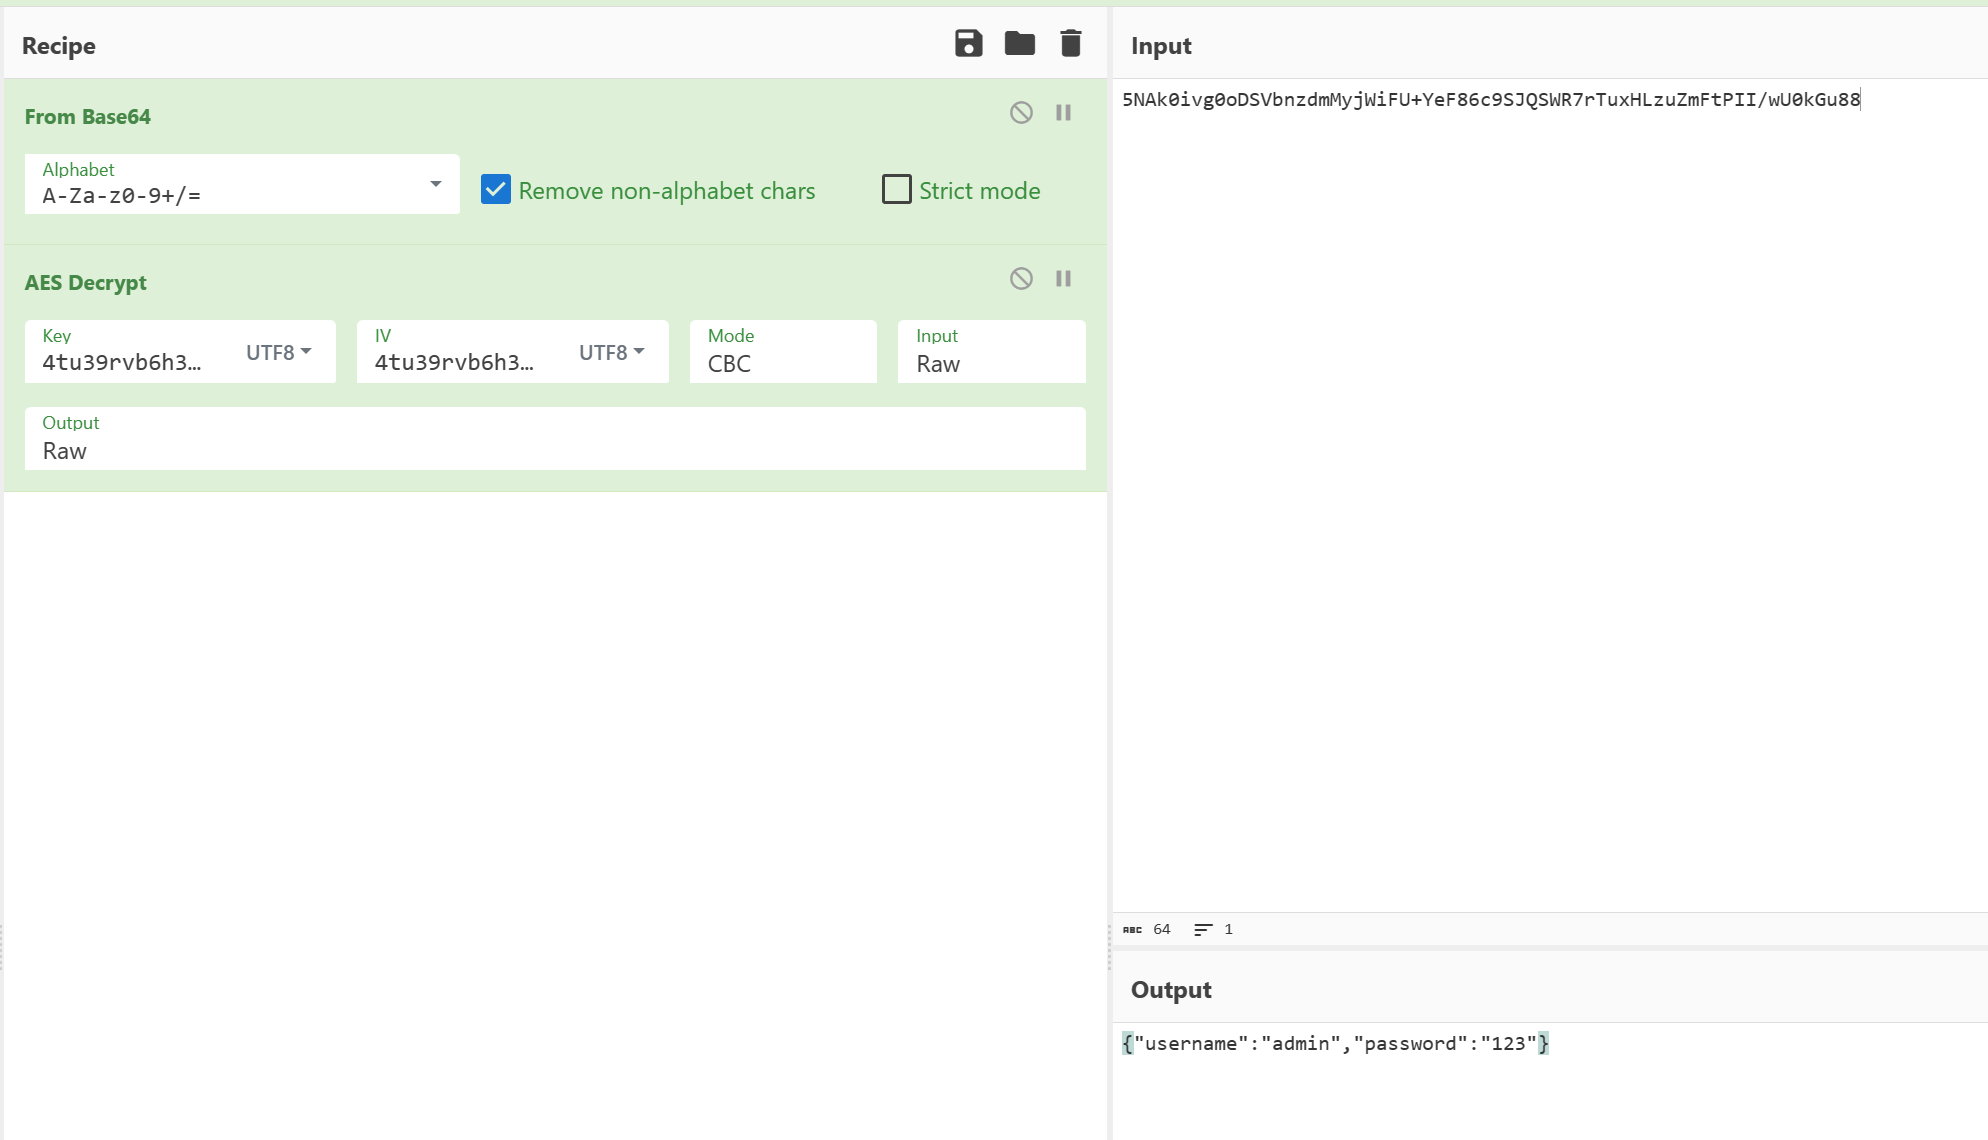 Recipe
From Base64
Alphabet
A-Za-z0-9+/=
Remove non-alphabet chars
Strict mode
AES Decrypt
Key
4tu39rvb6h3…
UTF8
IV
4tu39rvb6h3…
UTF8
Mode
CBC
Input
Raw
Output
Raw
Input
5NAk0ivg0oDSVbnzdmMyjWiFU+YeF86c9SJQSWR7rTuxHLzuZmFtPII/wU0kGu88
ABC 64 1
Output
{"username":"admin","password":"123"}